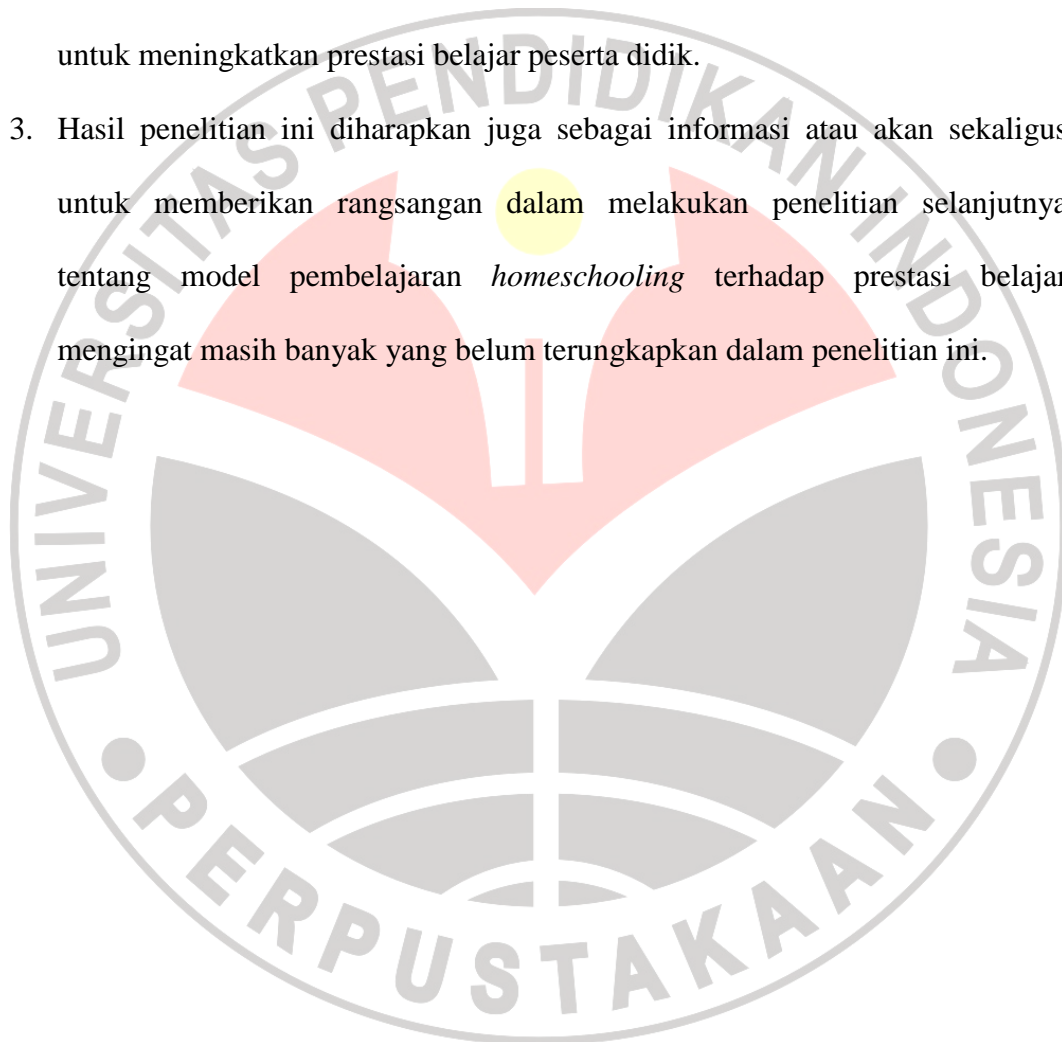 untuk meningkatkan prestasi belajar peserta didik.
3. Hasil penelitian ini diharapkan juga sebagai informasi atau akan sekaligus
untuk memberikan rangsangan dalam melakukan penelitian selanjutnya
tentang model pembelajaran homeschooling terhadap prestasi belajar
mengingat masih banyak yang belum terungkapkan dalam penelitian ini.
UNIVERSITAS PENDIDIKAN INDONESIA
PERPUSTAKAAN